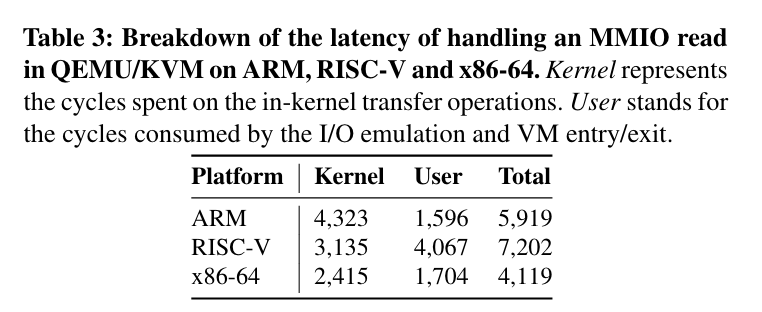 Table 3: Breakdown of the latency of handling an MMIO read
in QEMU/KVM on ARM, RISC-V and x86-64. Kernel represents
the cycles spent on the in-kernel transfer operations. User stands for
the cycles consumed by the I/O emulation and VM entry/exit.
Platform Kernel User Total
ARM 4,323 1,596 5,919
RISC-V 3,135 4,067 7,202
x86-64 2,415 1,704 4,119